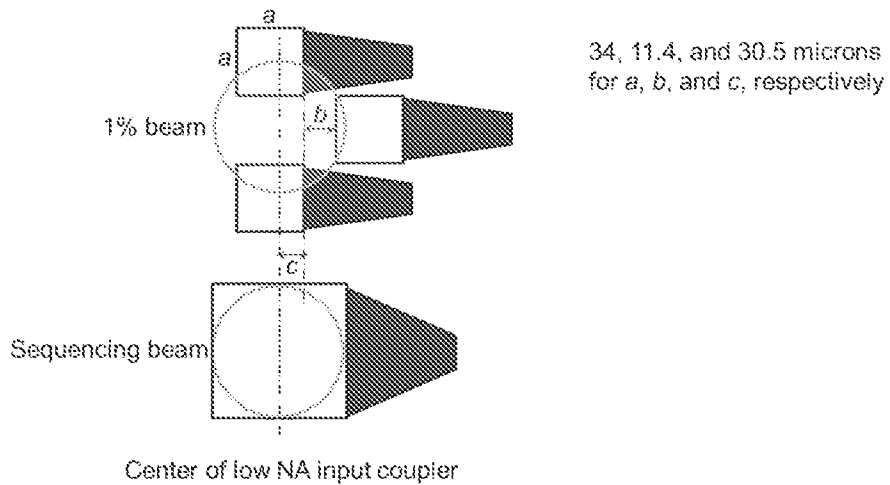 a
a
34, 11.4, and 30.5 microns
for a, b, and c, respectively
b
1% beam
c
Sequencing beam
Center of low NA input coupler